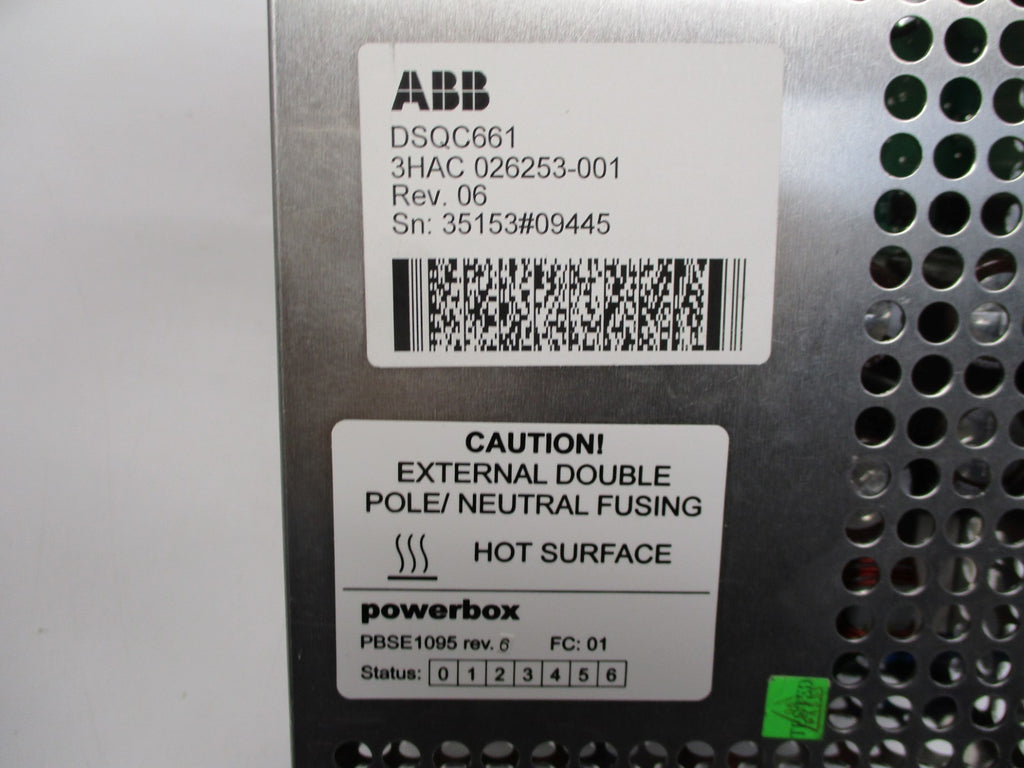 ABB
DSQC661
3HAC 026253-001
Rev. 06
Sn: 35153#09445
CAUTION!
EXTERNAL DOUBLE
POLE/ NEUTRAL FUSING
HOT SURFACE
powerbox
PBSE1095 rev. 6 FC: 01
Status: 0 1 2 3 4 5 6